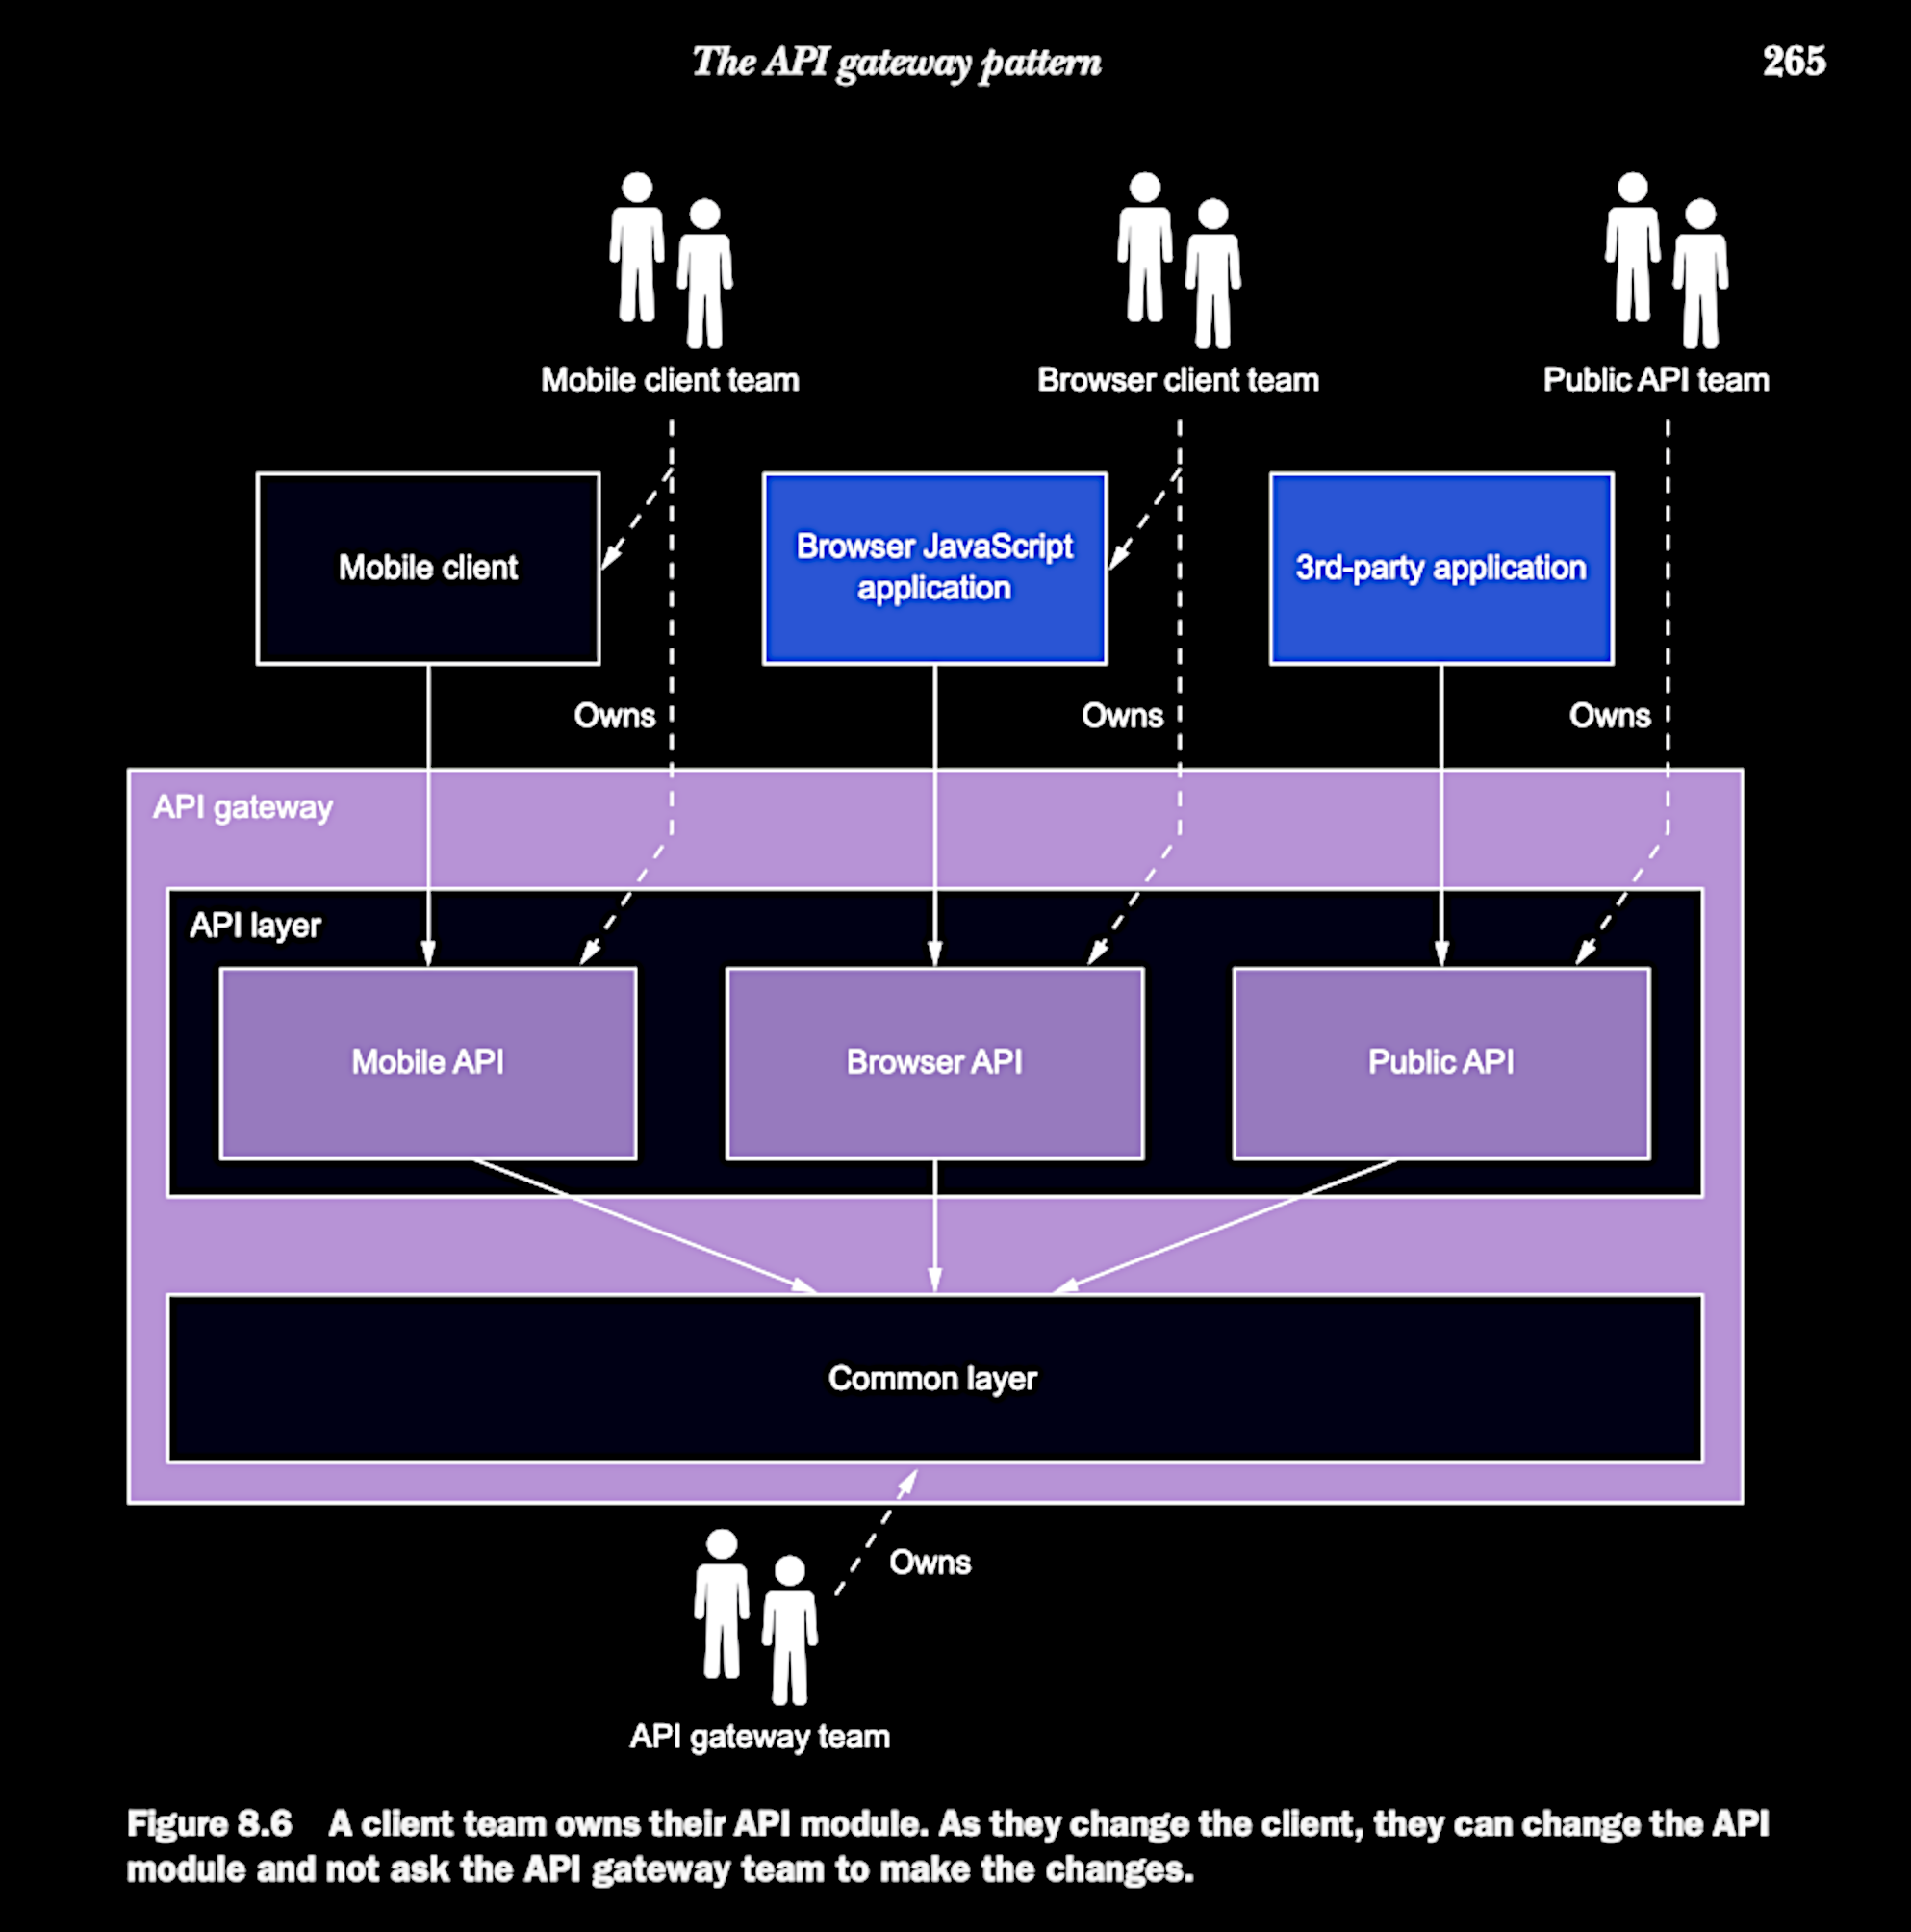 The API gateway pattern 265
Mobile client team
Browser client team
Public API team
Mobile client
Browser JavaScript
application
3rd-party application
Owns
Owns
Owns
API gateway
API layer
Mobile API
Browser API
Public API
Common layer
Owns
API gateway team
Figure 8.6 A client team owns their API module. As they change the client, they can change the API
module and not ask the API gateway team to make the changes.